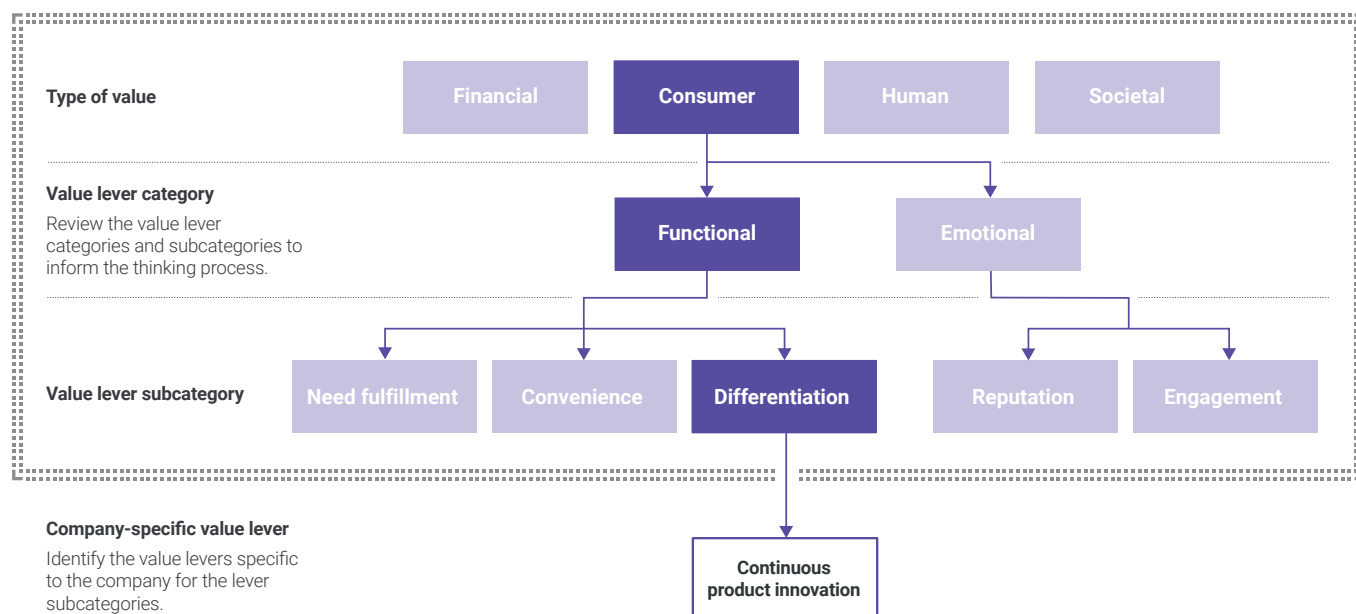 Type of value
Financial
Consumer
Human
Societal
Value lever category
Review the value lever
categories and subcategories to
inform the thinking process.
Functional
Emotional
Value lever subcategory
Need fulfillment
Convenience
Differentiation
Reputation
Engagement
Company-specific value lever
Identify the value levers specific
to the company for the lever
subcategories.
Continuous
product innovation